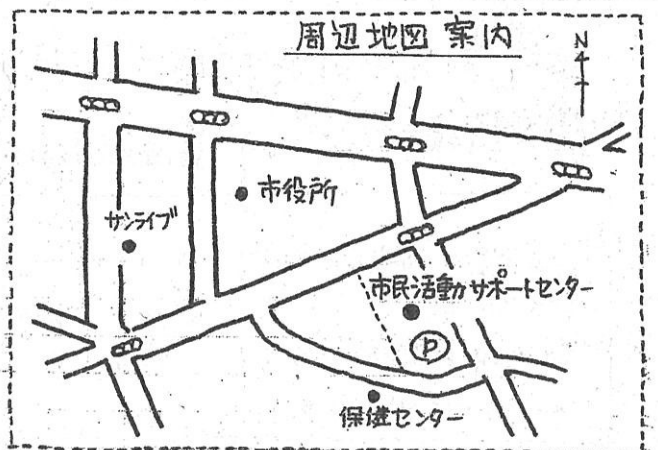 周辺地図 案内
N
市役所
サンライブ
市民活動サポートセンター
P
保健センター